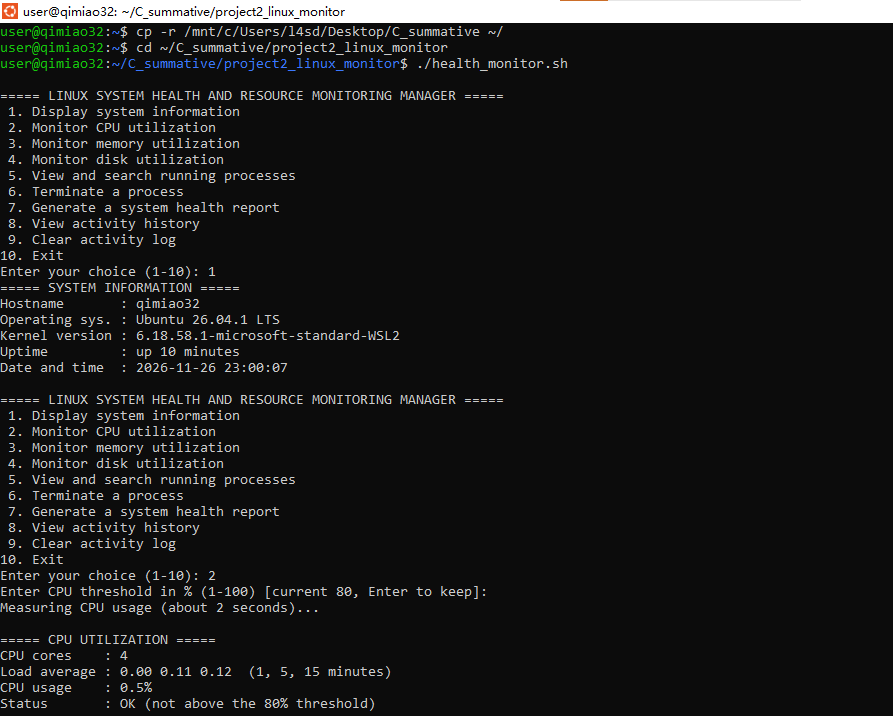 user@qimiao32: ~/C_summative/project2_linux_monitor
user@qimiao32:~$ cp -r /mnt/c/Users/l4sd/Desktop/C_summative ~/
user@qimiao32:~$ cd ~/C_summative/project2_linux_monitor
user@qimiao32:~/C_summative/project2_linux_monitor$ ./health_monitor.sh

===== LINUX SYSTEM HEALTH AND RESOURCE MONITORING MANAGER =====
 1. Display system information
 2. Monitor CPU utilization
 3. Monitor memory utilization
 4. Monitor disk utilization
 5. View and search running processes
 6. Terminate a process
 7. Generate a system health report
 8. View activity history
 9. Clear activity log
10. Exit
Enter your choice (1-10): 1
===== SYSTEM INFORMATION =====
Hostname       : qimiao32
Operating sys. : Ubuntu 26.04.1 LTS
Kernel version : 6.18.58.1-microsoft-standard-WSL2
Uptime         : up 10 minutes
Date and time  : 2026-11-26 23:00:07

===== LINUX SYSTEM HEALTH AND RESOURCE MONITORING MANAGER =====
 1. Display system information
 2. Monitor CPU utilization
 3. Monitor memory utilization
 4. Monitor disk utilization
 5. View and search running processes
 6. Terminate a process
 7. Generate a system health report
 8. View activity history
 9. Clear activity log
10. Exit
Enter your choice (1-10): 2
Enter CPU threshold in % (1-100) [current 80, Enter to keep]:
Measuring CPU usage (about 2 seconds)...

===== CPU UTILIZATION =====
CPU cores    : 4
Load average : 0.00 0.11 0.12  (1, 5, 15 minutes)
CPU usage    : 0.5%
Status       : OK (not above the 80% threshold)